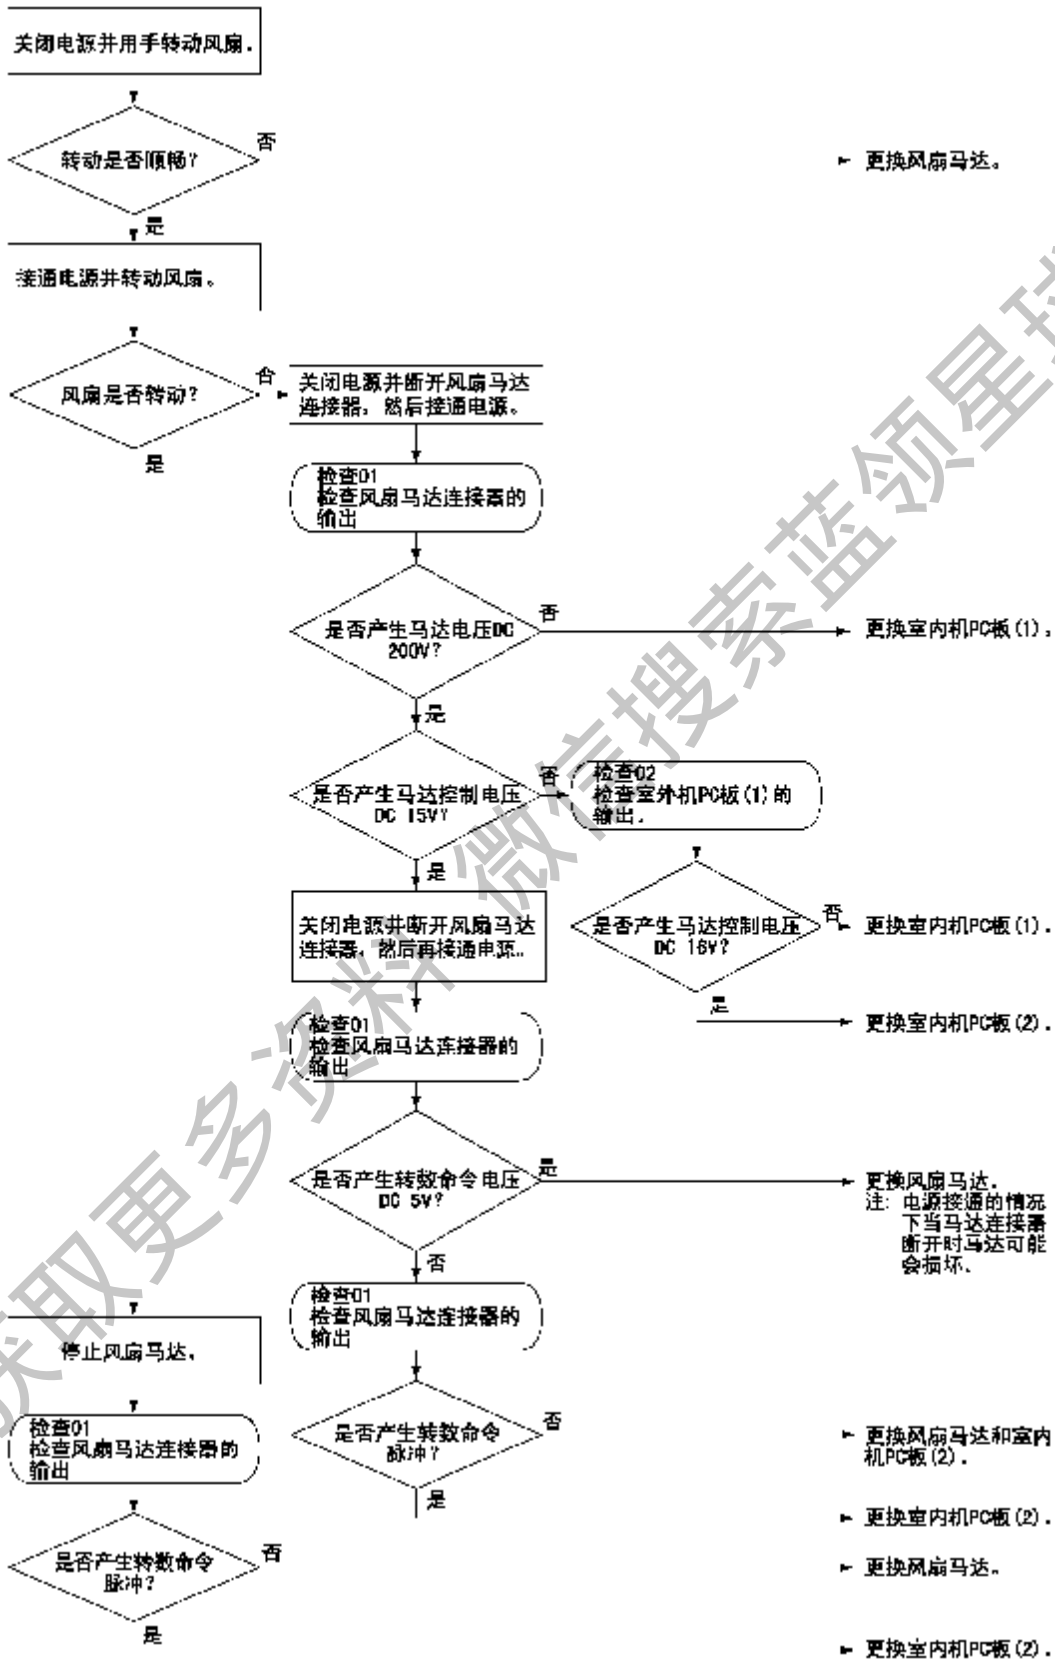 关闭电源并用手转动风扇.
转动是否顺畅?
否
更换风扇马达。
是
接通电源并转动风扇。
风扇是否转动?
否
是
关闭电源并断开风扇马达
连接器, 然后接通电源。
检查01
检查风扇马达连接器的
输出
是否产生马达电压DC
200V?
否
更换室内机PC板(1).
是
是否产生马达控制电压
DC 15V?
否
检查02
检查室外机PC板(1)的
输出.
是
关闭电源并断开风扇马达
连接器, 然后再接通电源..
是否产生马达控制电压
DC 16V?
否
更换室内机PC板(1).
是
更换室内机PC板(2).
检查01
检查风扇马达连接器的
输出
是否产生转数命令电压
DC 5V?
是
更换风扇马达.
注: 电源接通的情况
下当马达连接器
断开时马达可能
会损坏.
否
检查01
检查风扇马达连接器的
输出
停止风扇马达.
是否产生转数命令
脉冲?
否
更换风扇马达和室内
机PC板(2).
是
检查01
检查风扇马达连接器的
输出
更换室内机PC板(2).
是否产生转数命令
脉冲?
否
更换风扇马达。
是
更换室内机PC板(2).
获取更多资料 微信搜索蓝领星球